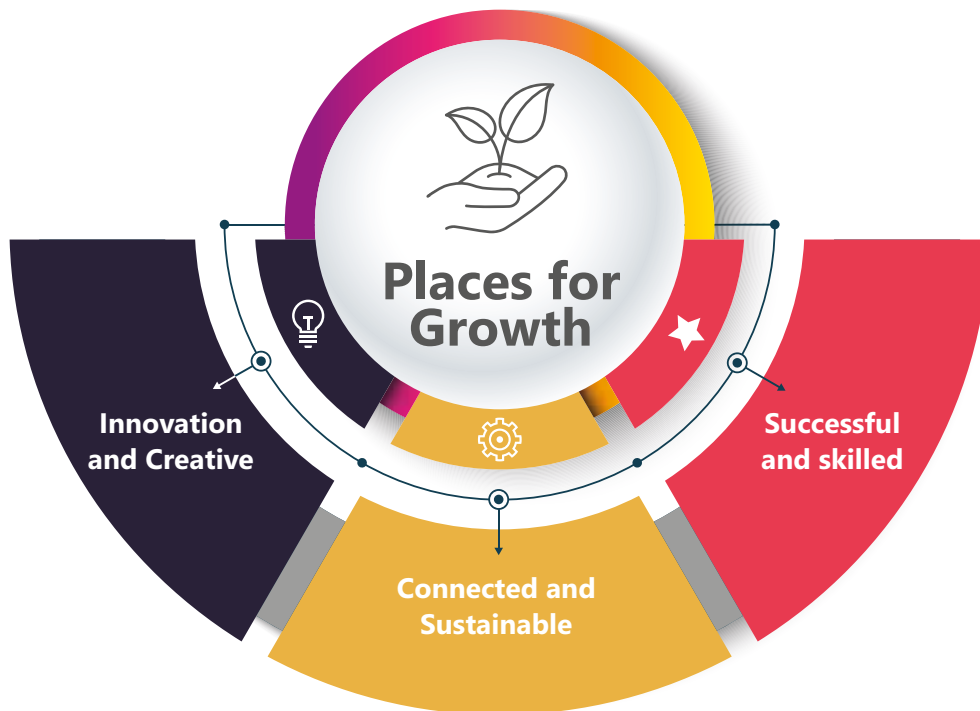 Places for
Growth
Innovation
and Creative
Connected and
Sustainable
Successful
and skilled